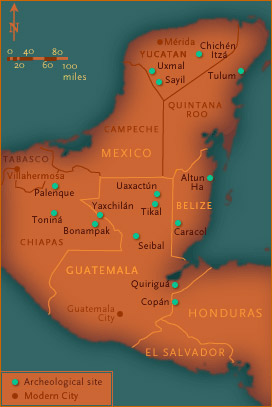 N
0 40 80
20 60 100
miles
Mérida
YUCATAN
Chichén
Itzá
Uxmal
Sayil
Tulum
QUINTANA
ROO
CAMPECHE
MEXICO
TABASCO
Villahermosa
Palenque
Uaxactún
Altun
Ha
Yaxchilán
Tikal
BELIZE
Toniná
Bonampak
Caracol
CHIAPAS
Seibal
GUATEMALA
Quiriguá
Copán
Guatemala
City
HONDURAS
EL SALVADOR
Archeological site
Modern City